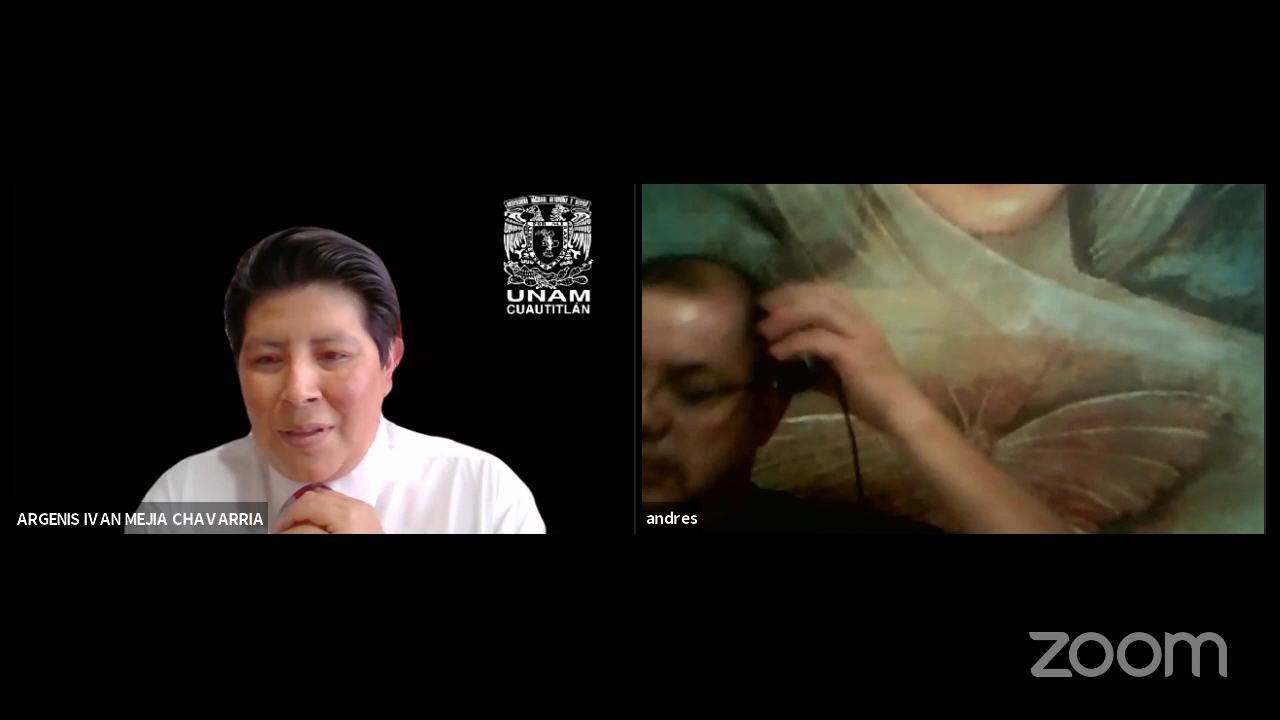 UNAM
CUAUTITLÁN
ARGENIS IVAN MEJIA CHAVARRIA
andres
zoom